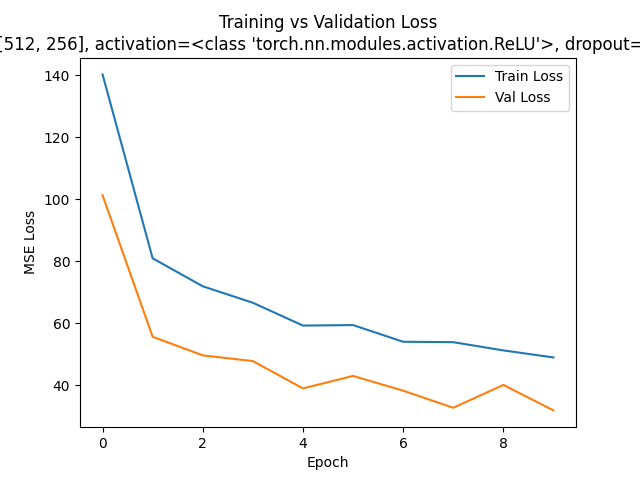 Training vs Validation Loss
[512, 256], activation=<class 'torch.nn.modules.activation.ReLU'>, dropout=
Train Loss
Val Loss
140
120
100
80
60
40
MSE Loss
0 2 4 6 8
Epoch